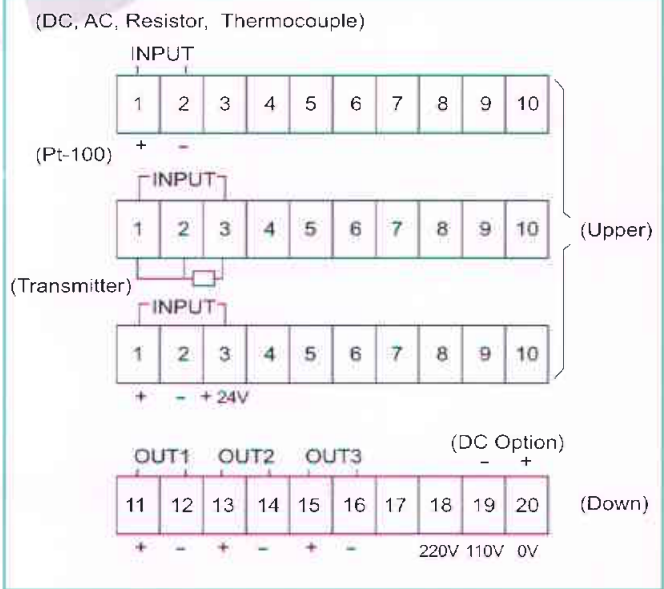 (DC, AC, Resistor, Thermocouple)
INPUT
1 2 3 4 5 6 7 8 9 10
+ -
(Pt-100)
INPUT
1 2 3 4 5 6 7 8 9 10
(Upper)
(Transmitter)
INPUT
1 2 3 4 5 6 7 8 9 10
+ - + 24V
(DC Option)
OUT1 OUT2 OUT3 - +
11 12 13 14 15 16 17 18 19 20
(Down)
+ - + - + - 220V 110V 0V